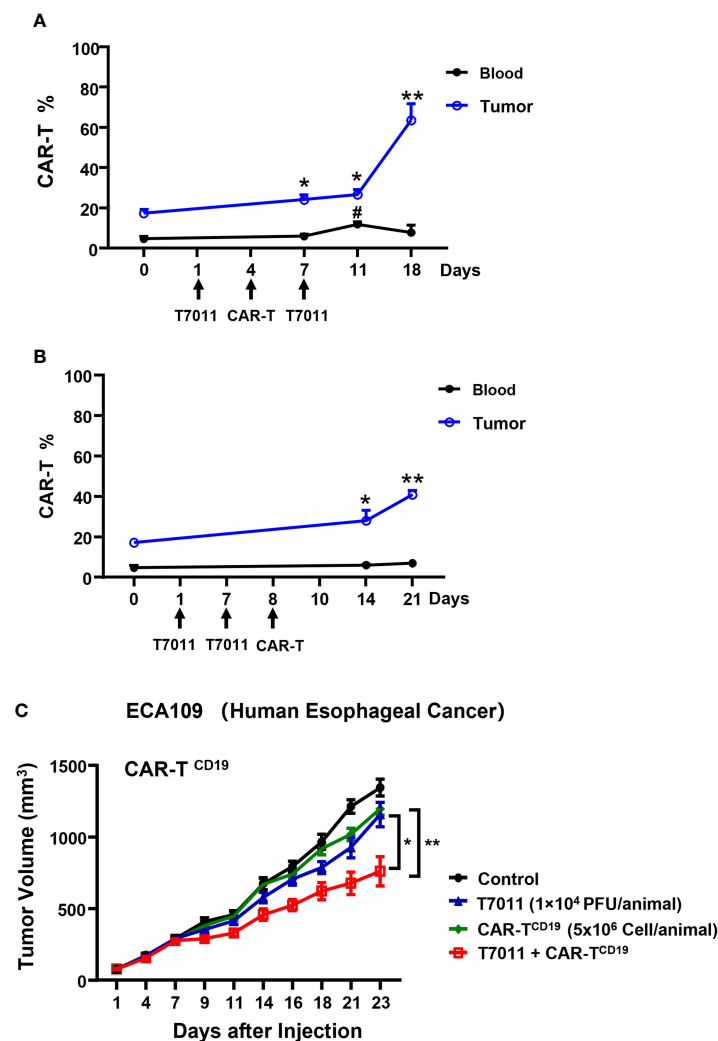 A
100
80
60
40
20
0
CAR-T %
Blood
Tumor
* * **
#
0 1 4 7 11 18 Days
T7011 CAR-T T7011
B
100
80
60
40
20
0
CAR-T %
Blood
Tumor
* **
0 1 7 8 10 14 21 Days
T7011 T7011 CAR-T
C ECA109 (Human Esophageal Cancer)
CAR-T CD19
1500
1000
500
0
Tumor Volume (mm³)
* **
Control
T7011 (1×10⁴ PFU/animal)
CAR-TCD19 (5x10⁶ Cell/animal)
T7011 + CAR-TCD19
1 4 7 9 11 14 16 18 21 23
Days after Injection